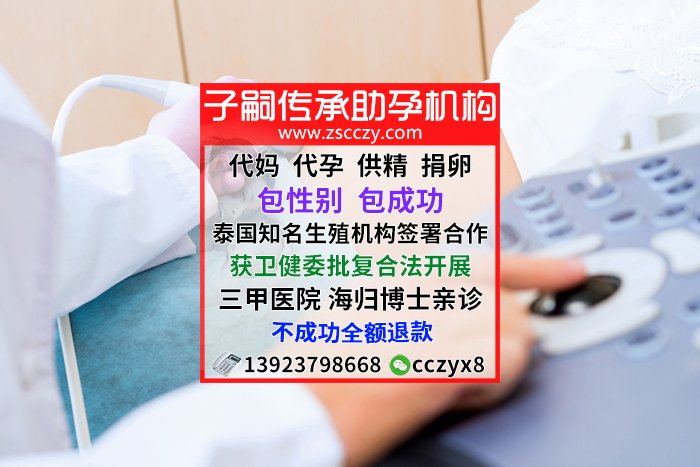 子嗣传承助孕机构
www.zscczy.com
代妈 代孕 供精 捐卵
包性别 包成功
泰国知名生殖机构签署合作
获卫健委批复合法开展
三甲医院 海归博士亲诊
不成功全额退款
13923798668 cczyx8